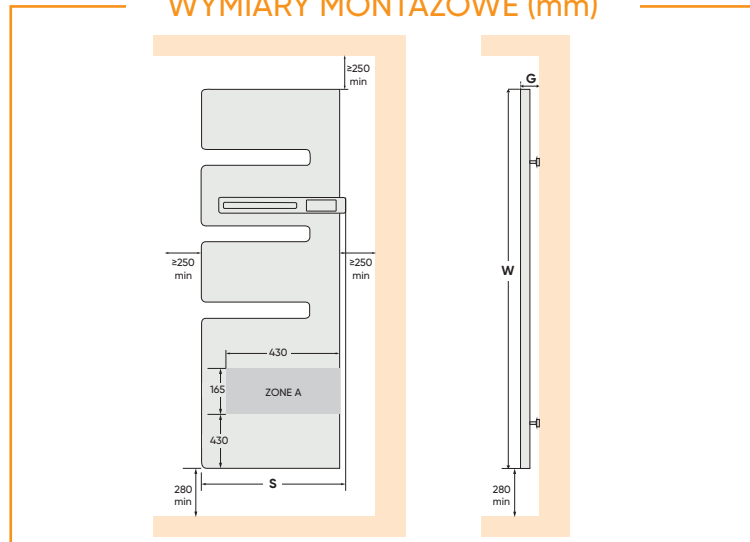 WYMIARY MONTAŻOWE (mm)
≥250
min
G
≥250
min
≥250
min
W
430
165
ZONE A
430
S
280
min
280
min